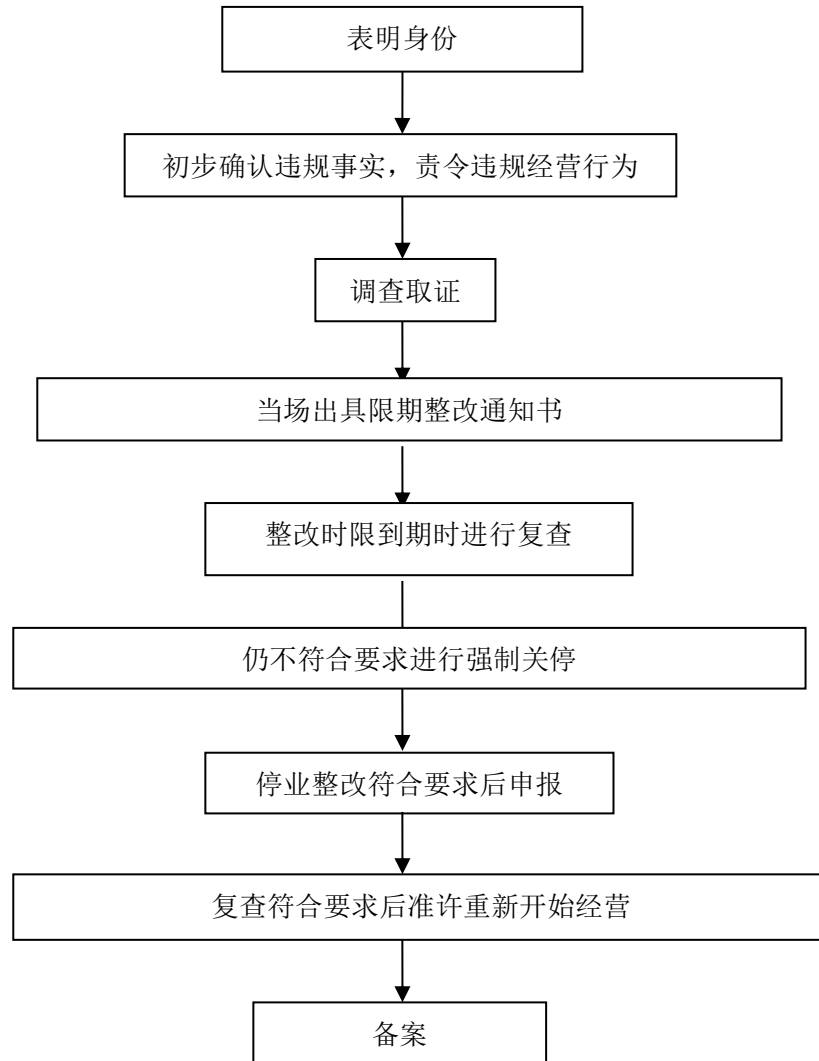 表明身份
初步确认违规事实，责令违规经营行为
调查取证
当场出具限期整改通知书
整改时限到期时进行复查
仍不符合要求进行强制关停
停业整改符合要求后申报
复查符合要求后准许重新开始经营
备案